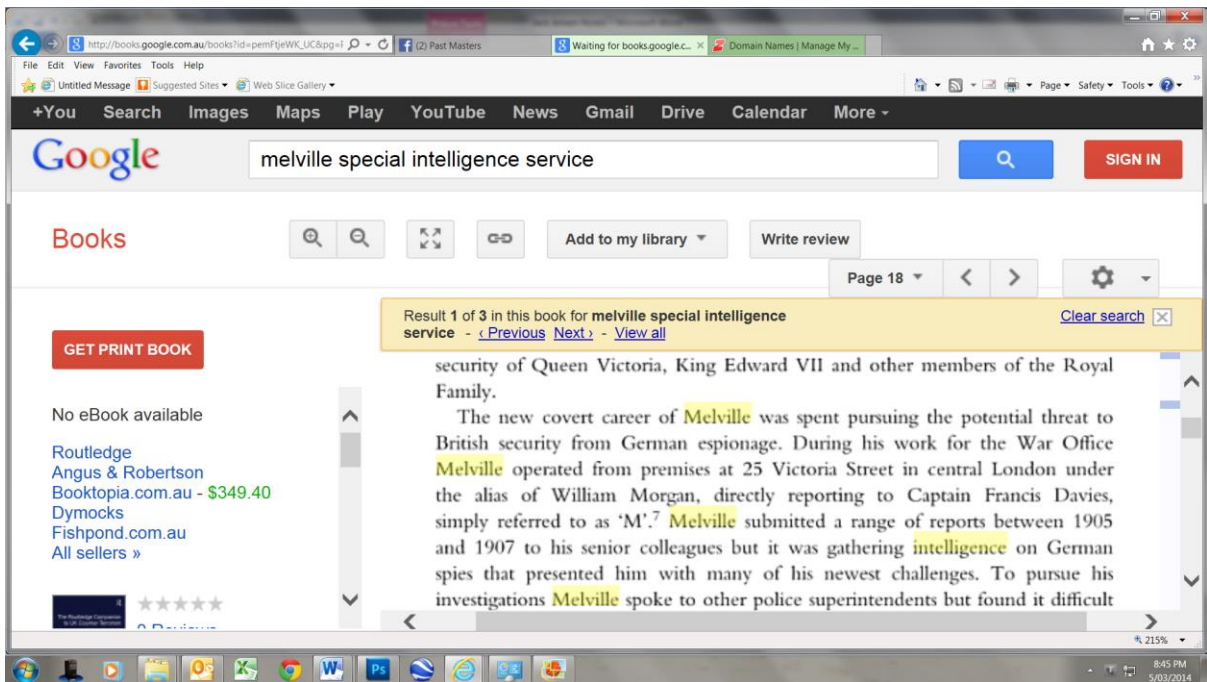 http://books.google.com.au/books?id=pemFtjeWK_UC&pg=
(2) Past Masters
Waiting for books.google.c...
Domain Names | Manage My ...
File Edit View Favorites Tools Help
Untitled Message Suggested Sites Web Slice Gallery
Page Safety Tools
+You Search Images Maps Play YouTube News Gmail Drive Calendar More
Google
melville special intelligence service
SIGN IN
Books
Add to my library
Write review
Page 18
Result 1 of 3 in this book for melville special intelligence
service - ‹ Previous Next › - View all
Clear search
GET PRINT BOOK
No eBook available
Routledge
Angus & Robertson
Booktopia.com.au - $349.40
Dymocks
Fishpond.com.au
All sellers »
0 Reviews
security of Queen Victoria, King Edward VII and other members of the Royal
Family.
The new covert career of Melville was spent pursuing the potential threat to
British security from German espionage. During his work for the War Office
Melville operated from premises at 25 Victoria Street in central London under
the alias of William Morgan, directly reporting to Captain Francis Davies,
simply referred to as ‘M’.7 Melville submitted a range of reports between 1905
and 1907 to his senior colleagues but it was gathering intelligence on German
spies that presented him with many of his newest challenges. To pursue his
investigations Melville spoke to other police superintendents but found it difficult
215%
8:45 PM
5/03/2014